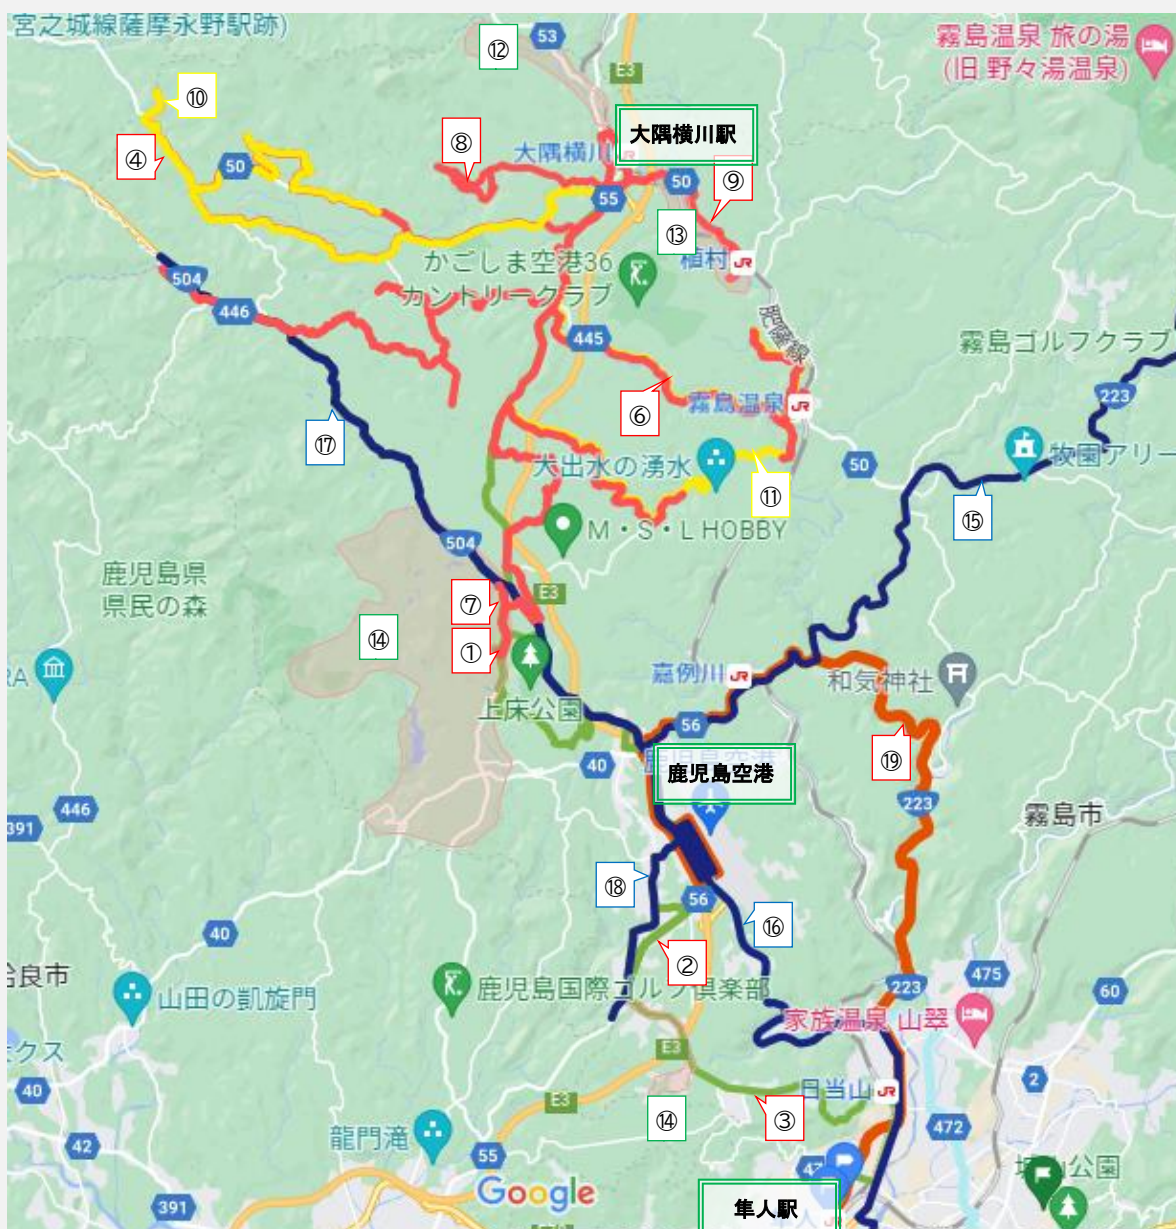 宮之城線薩摩永野駅跡)
⑫
53
E3
霧島温泉 旅の湯
(旧 野々湯温泉)
⑩
④
50
⑧
大隅横川
大隅横川駅
50
⑨
55
⑬
植村
かごしま空港36
カントリークラブ
504
446
445
肥薩線
霧島ゴルフクラブ
223
⑥
霧島温泉
⑰
大出水の湧水
50
牧園アリー
⑪
⑮
M・S・L HOBBY
504
鹿児島県
県民の森
⑦
E3
⑭
①
RA
嘉例川
和気神社
上床公園
56
40
⑲
鹿児島空港
鹿児島空港
446
391
223
霧島市
⑱
56
⑯
40
②
475
姶良市
山田の凱旋門
鹿児島国際ゴルフ倶楽部
223
60
家族温泉 山翠
E3
40
2
日当山
E3
③
⑭
龍門滝
472
42
55
公園
Google
391
隼人駅